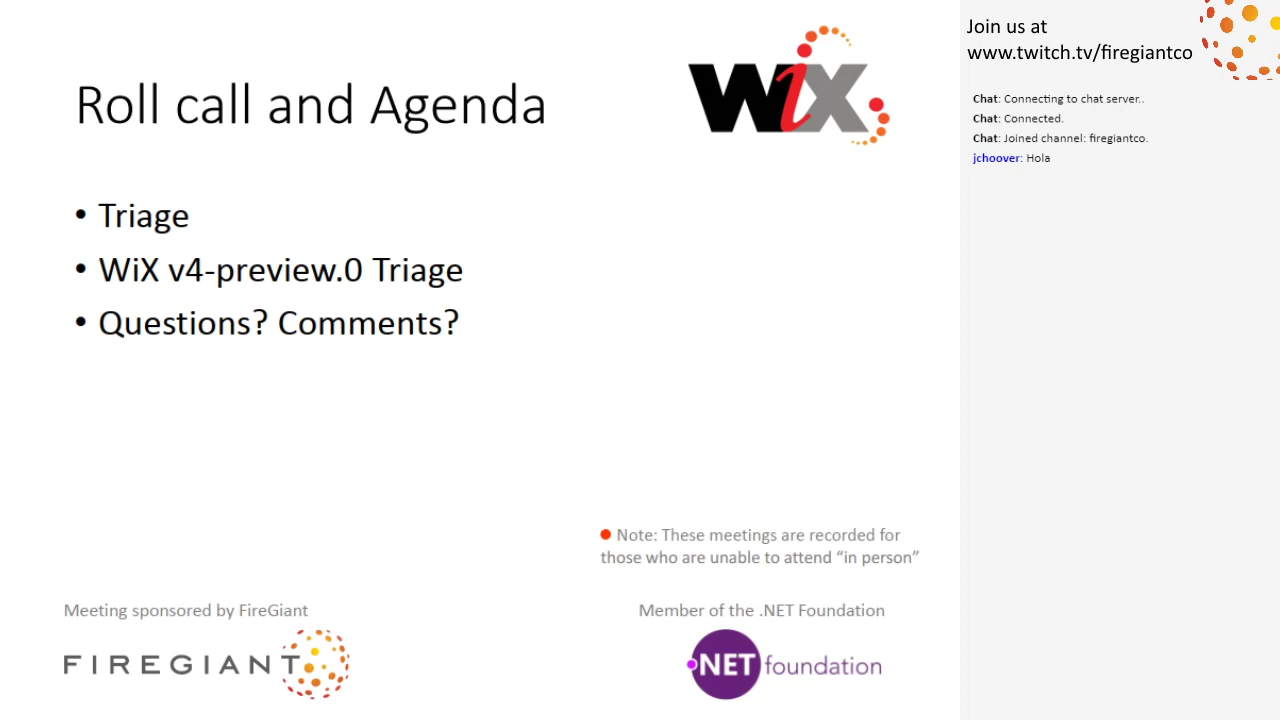 Roll call and Agenda
WiX
• Triage
• WiX v4-preview.0 Triage
• Questions? Comments?
Note: These meetings are recorded for
those who are unable to attend “in person”
Meeting sponsored by FireGiant
FIREGIANT
Member of the .NET Foundation
.NET foundation
Join us at
www.twitch.tv/firegiantco
Chat: Connecting to chat server..
Chat: Connected.
Chat: Joined channel: firegiantco.
jchoover: Hola